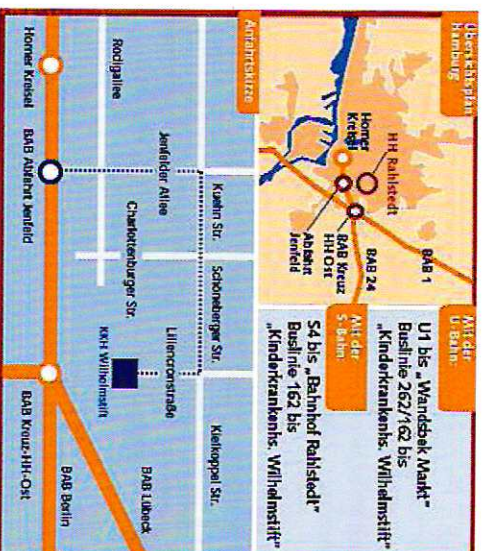 Übersichtsplan
Hamburg
HH Rahlstedt
Horner
Kreisel
Abfahrt
Jenfeld
BAB Kreuz
HH Ost
BAB 24
BAB 1
Mit der
U-Bahn:
U1 bis „Wandsbek Markt"
Buslinie 262/162 bis
„Kinderkrankenhs. Wilhelmstift"
Mit der
S-Bahn:
S4 bis „Bahnhof Rahlstedt"
Buslinie 162 bis
„Kinderkrankenhs. Wilhelmstift"
Anfahrtskizze
Kuehn Str.
Schöneberger Str.
Kielkoppel Str.
Jenfelder Allee
Liliencronstraße
Rodigallee
Charlottenburger Str.
KKH Wilhelmstift
BAB Lübeck
BAB Berlin
Horner Kreisel
BAB Abfahrt Jenfeld
BAB Kreuz-HH-Ost